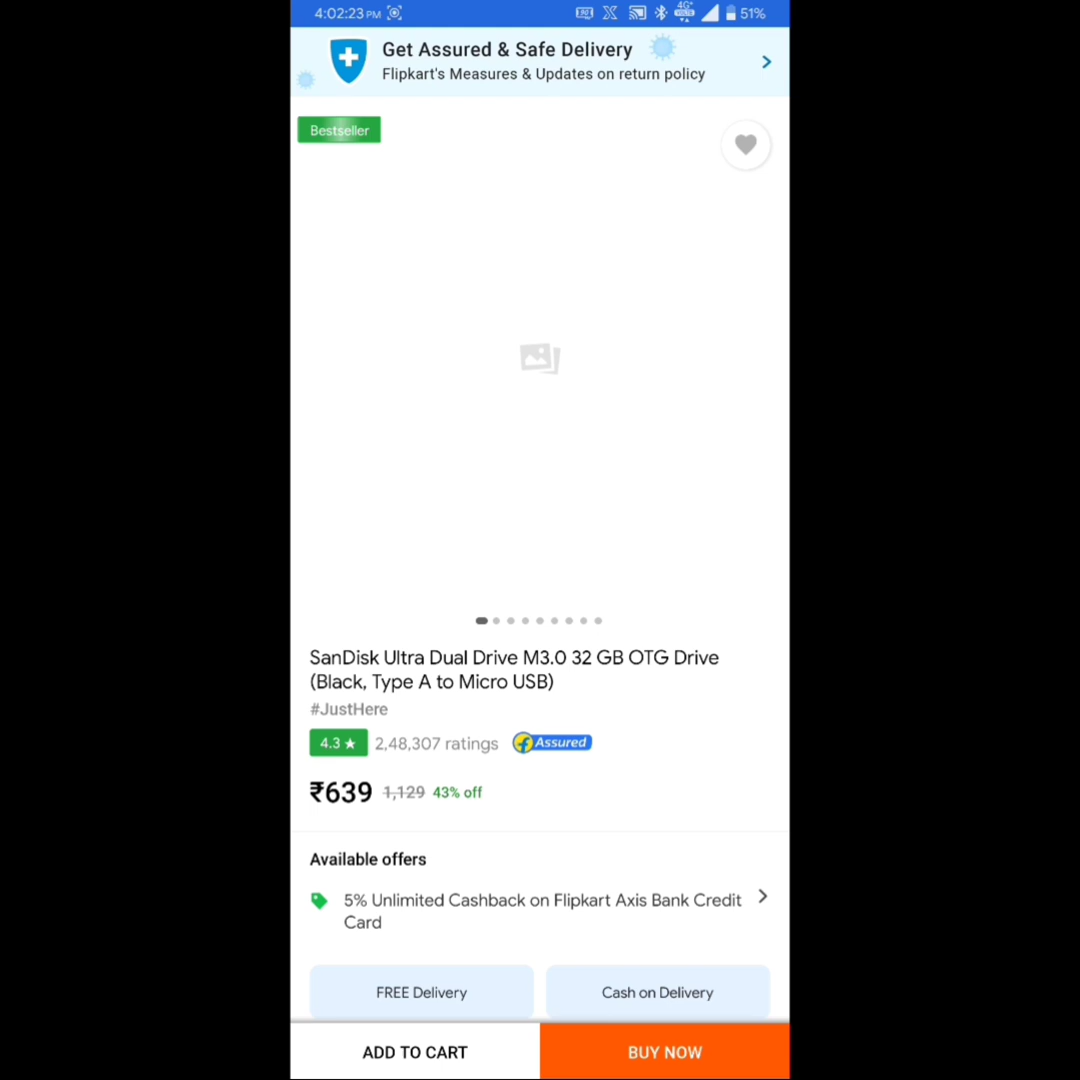 4:02:23 PM 4G+ 51%
Get Assured & Safe Delivery
Flipkart's Measures & Updates on return policy
Bestseller
SanDisk Ultra Dual Drive M3.0 32 GB OTG Drive
(Black, Type A to Micro USB)
#JustHere
4.3 ★ 2,48,307 ratings f Assured
₹639 1,129 43% off
Available offers
5% Unlimited Cashback on Flipkart Axis Bank Credit
Card
FREE Delivery Cash on Delivery
ADD TO CART BUY NOW